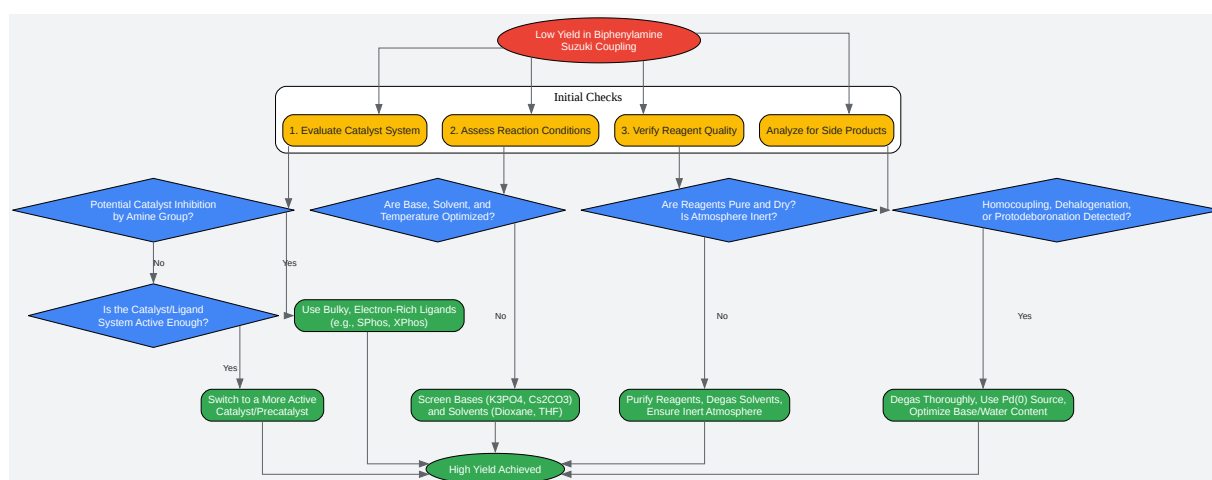 Low Yield in Biphenylamine
Suzuki Coupling
Initial Checks
1. Evaluate Catalyst System
2. Assess Reaction Conditions
3. Verify Reagent Quality
Analyze for Side Products
Potential Catalyst Inhibition
by Amine Group?
Are Base, Solvent, and
Temperature Optimized?
Are Reagents Pure and Dry?
Is Atmosphere Inert?
Homocoupling, Dehalogenation,
or Protodeboronation Detected?
No
Yes
Is the Catalyst/Ligand
System Active Enough?
Use Bulky, Electron-Rich Ligands
(e.g., SPhos, XPhos)
No
No
Yes
Yes
Switch to a More Active
Catalyst/Precatalyst
Screen Bases (K3PO4, Cs2CO3)
and Solvents (Dioxane, THF)
Purify Reagents, Degas Solvents,
Ensure Inert Atmosphere
Degas Thoroughly, Use Pd(0) Source,
Optimize Base/Water Content
High Yield Achieved